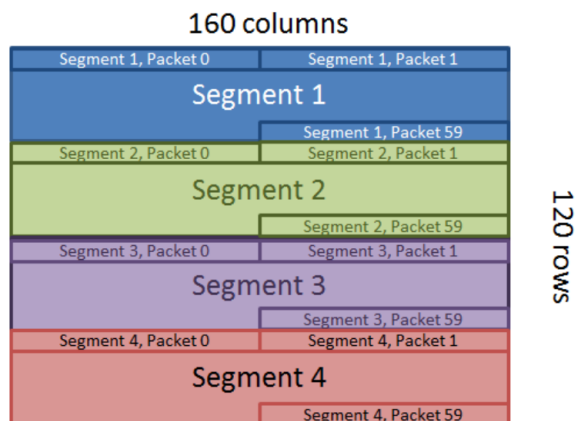 160 columns
Segment 1, Packet 0 Segment 1, Packet 1
Segment 1
Segment 1, Packet 59
Segment 2, Packet 0 Segment 2, Packet 1
Segment 2
Segment 2, Packet 59
120 rows
Segment 3, Packet 0 Segment 3, Packet 1
Segment 3
Segment 3, Packet 59
Segment 4, Packet 0 Segment 4, Packet 1
Segment 4
Segment 4, Packet 59